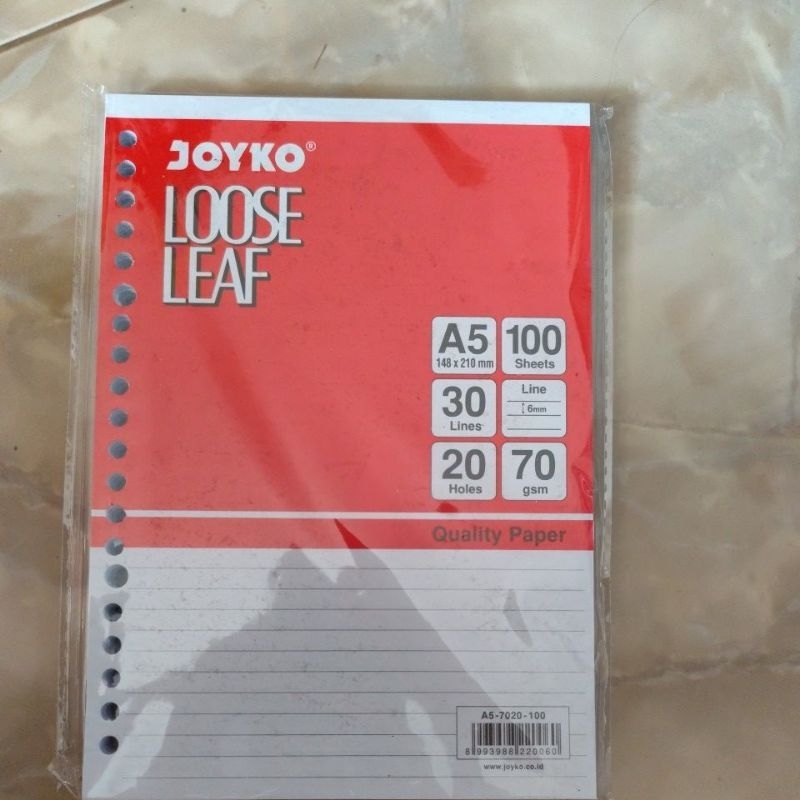 JOYKO®
LOOSE
LEAF
A5
148 x 210 mm
100
Sheets
30
Lines
Line
6mm
20
Holes
70
gsm
Quality Paper
A5-7020-100
8 993988 220060
www.joyko.co.id